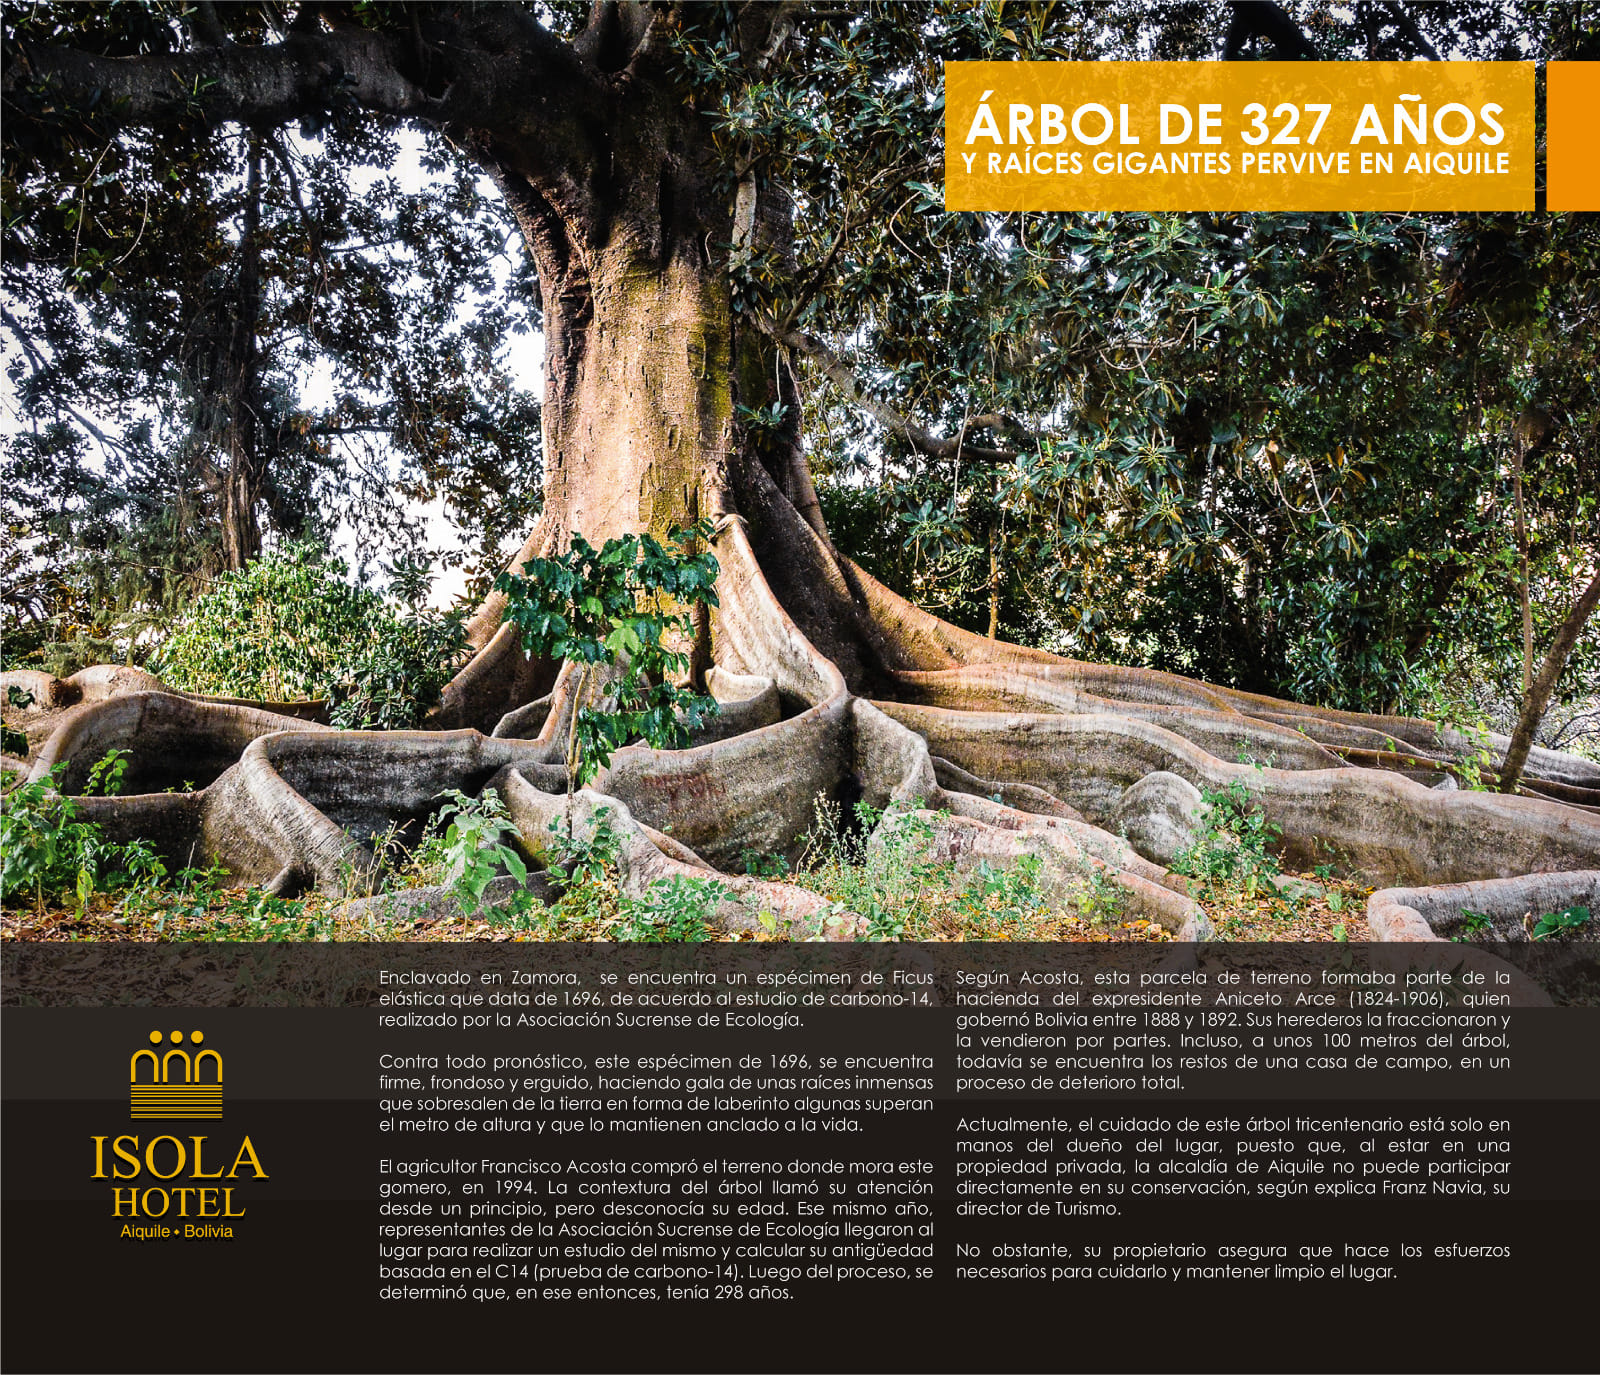 ÁRBOL DE 327 AÑOS
Y RAÍCES GIGANTES PERVIVE EN AIQUILE
Enclavado en Zamora, se encuentra un espécimen de Ficus
elástica que data de 1696, de acuerdo al estudio de carbono-14,
realizado por la Asociación Sucrense de Ecología.
Contra todo pronóstico, este espécimen de 1696, se encuentra
firme, frondoso y erguido, haciendo gala de unas raíces inmensas
que sobresalen de la tierra en forma de laberinto algunas superan
el metro de altura y que lo mantienen anclado a la vida.
El agricultor Francisco Acosta compró el terreno donde mora este
gomero, en 1994. La contextura del árbol llamó su atención
desde un principio, pero desconocía su edad. Ese mismo año,
representantes de la Asociación Sucrense de Ecología llegaron al
lugar para realizar un estudio del mismo y calcular su antigüedad
basada en el C14 (prueba de carbono-14). Luego del proceso, se
determinó que, en ese entonces, tenía 298 años.
Según Acosta, esta parcela de terreno formaba parte de la
hacienda del expresidente Aniceto Arce (1824-1906), quien
gobernó Bolivia entre 1888 y 1892. Sus herederos la fraccionaron y
la vendieron por partes. Incluso, a unos 100 metros del árbol,
todavía se encuentra los restos de una casa de campo, en un
proceso de deterioro total.
Actualmente, el cuidado de este árbol tricentenario está solo en
manos del dueño del lugar, puesto que, al estar en una
propiedad privada, la alcaldía de Aiquile no puede participar
directamente en su conservación, según explica Franz Navia, su
director de Turismo.
No obstante, su propietario asegura que hace los esfuerzos
necesarios para cuidarlo y mantener limpio el lugar.
ISOLA
HOTEL
Aiquile • Bolivia